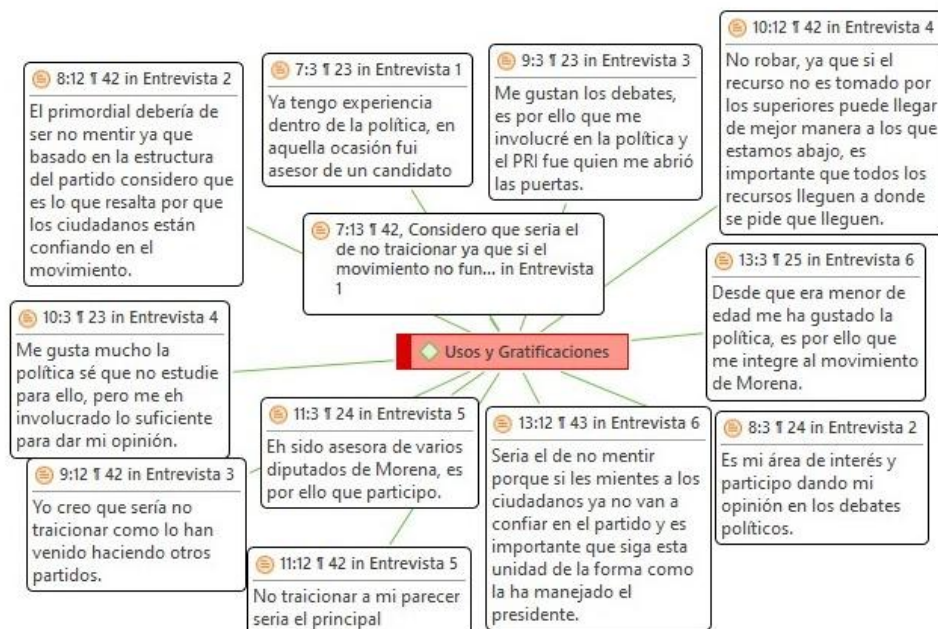 8:12 ¶ 42 in Entrevista 2
El primordial debería de
ser no mentir ya que
basado en la estructura
del partido considero que
es lo que resalta por que
los ciudadanos están
confiando en el
movimiento.
7:3 ¶ 23 in Entrevista 1
Ya tengo experiencia
dentro de la política, en
aquella ocasión fui
asesor de un candidato
9:3 ¶ 23 in Entrevista 3
Me gustan los debates,
es por ello que me
involucré en la política y
el PRI fue quien me abrió
las puertas.
10:12 ¶ 42 in Entrevista 4
No robar, ya que si el
recurso no es tomado por
los superiores puede llegar
de mejor manera a los que
estamos abajo, es
importante que todos los
recursos lleguen a donde
se pide que lleguen.
7:13 ¶ 42, Considero que seria el
de no traicionar ya que si el
movimiento no fun... in Entrevista
1
13:3 ¶ 25 in Entrevista 6
Desde que era menor de
edad me ha gustado la
política, es por ello que
me integre al movimiento
de Morena.
10:3 ¶ 23 in Entrevista 4
Me gusta mucho la
política sé que no estudie
para ello, pero me eh
involucrado lo suficiente
para dar mi opinión.
Usos y Gratificaciones
11:3 ¶ 24 in Entrevista 5
Eh sido asesora de varios
diputados de Morena, es
por ello que participo.
13:12 ¶ 43 in Entrevista 6
Seria el de no mentir
porque si les mientes a los
ciudadanos ya no van a
confiar en el partido y es
importante que siga esta
unidad de la forma como
la ha manejado el
presidente.
8:3 ¶ 24 in Entrevista 2
Es mi área de interés y
participo dando mi
opinión en los debates
políticos.
9:12 ¶ 42 in Entrevista 3
Yo creo que sería no
traicionar como lo han
venido haciendo otros
partidos.
11:12 ¶ 42 in Entrevista 5
No traicionar a mi parecer
seria el principal